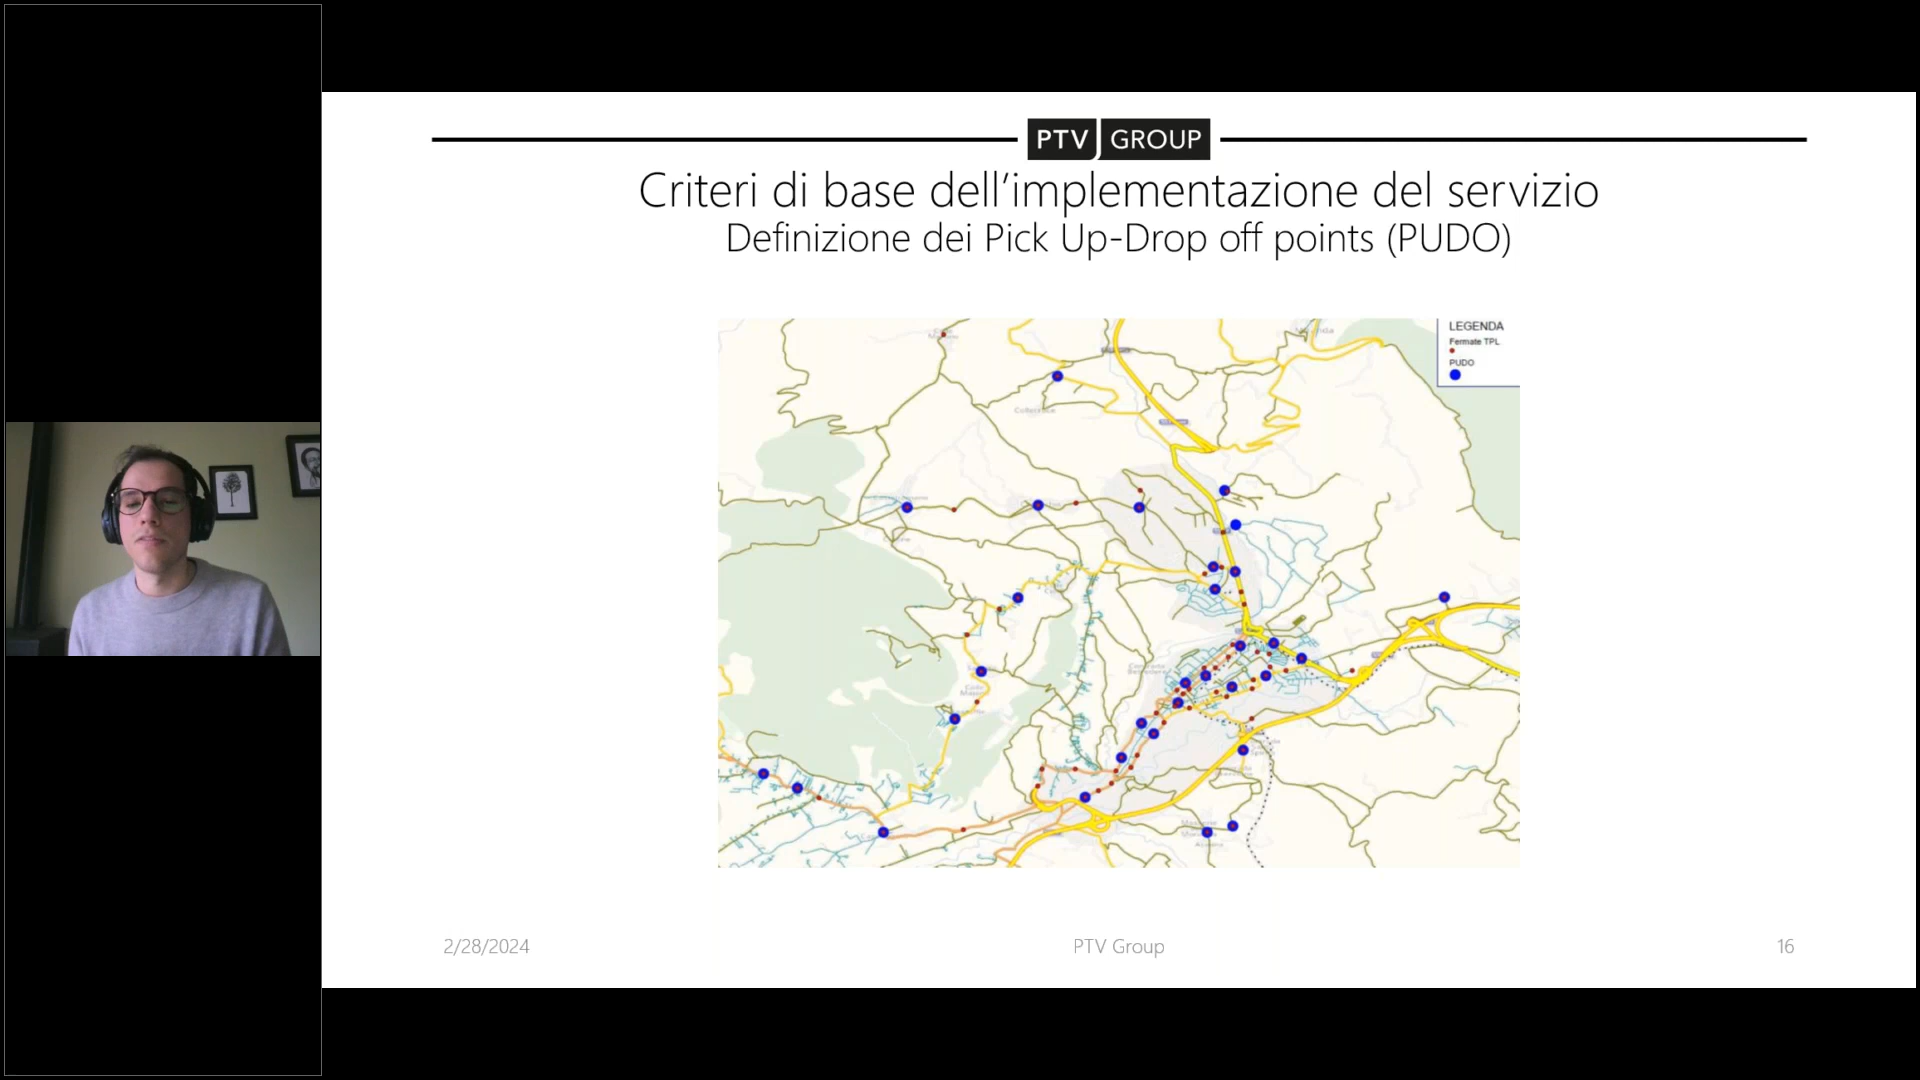 PTV GROUP
Criteri di base dell’implementazione del servizio
Definizione dei Pick Up-Drop off points (PUDO)
LEGENDA
Fermate TPL
PUDO
2/28/2024
PTV Group
16